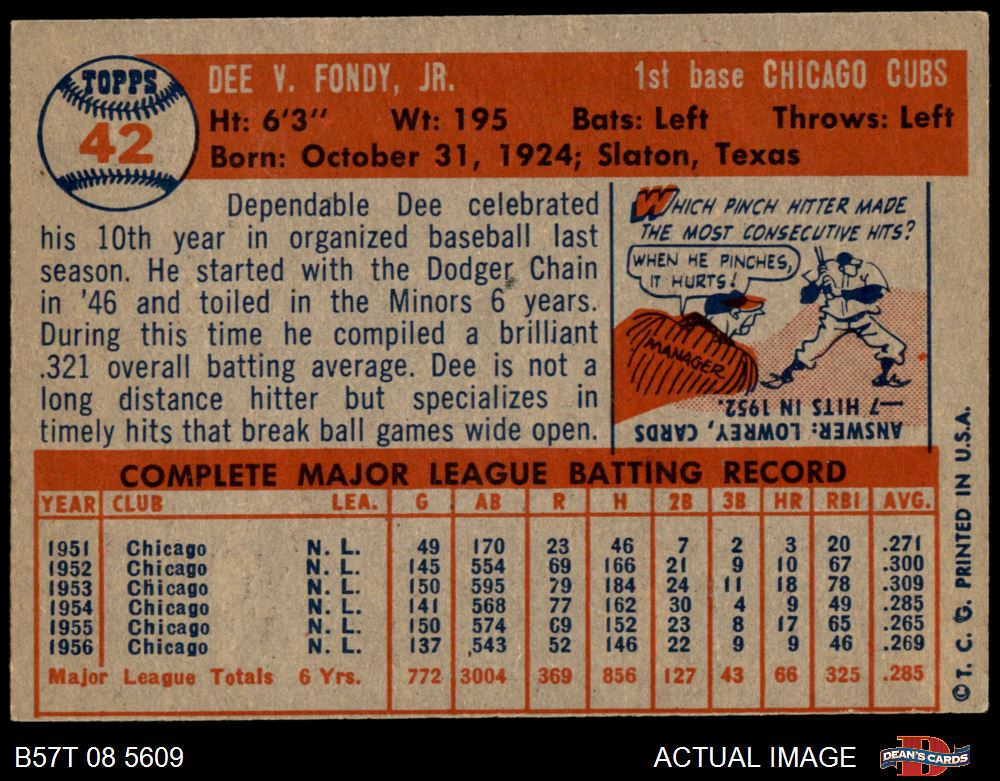 TOPPS
42
DEE V. FONDY, JR. 1st base CHICAGO CUBS
Ht: 6'3" Wt: 195 Bats: Left Throws: Left
Born: October 31, 1924; Slaton, Texas
Dependable Dee celebrated
his 10th year in organized baseball last
season. He started with the Dodger Chain
in '46 and toiled in the Minors 6 years.
During this time he compiled a brilliant
.321 overall batting average. Dee is not a
long distance hitter but specializes in
timely hits that break ball games wide open.
WHICH PINCH HITTER MADE
THE MOST CONSECUTIVE HITS?
WHEN HE PINCHES,
IT HURTS!
MANAGER
ANSWER: LOWREY, CARDS,
—7 HITS IN 1952.
COMPLETE MAJOR LEAGUE BATTING RECORD
YEAR CLUB LEA. G AB R H 2B 3B HR RBI AVG.
1951 Chicago N. L. 49 170 23 46 7 2 3 20 .271
1952 Chicago N. L. 145 554 69 166 21 9 10 67 .300
1953 Chicago N. L. 150 595 79 184 24 11 18 78 .309
1954 Chicago N. L. 141 568 77 162 30 4 9 49 .285
1955 Chicago N. L. 150 574 69 152 23 8 17 65 .265
1956 Chicago N. L. 137 543 52 146 22 9 9 46 .269
Major League Totals 6 Yrs. 772 3004 369 856 127 43 66 325 .285
© T. C. G. PRINTED IN U.S.A.
B57T 08 5609 ACTUAL IMAGE
DEAN'S CARDS